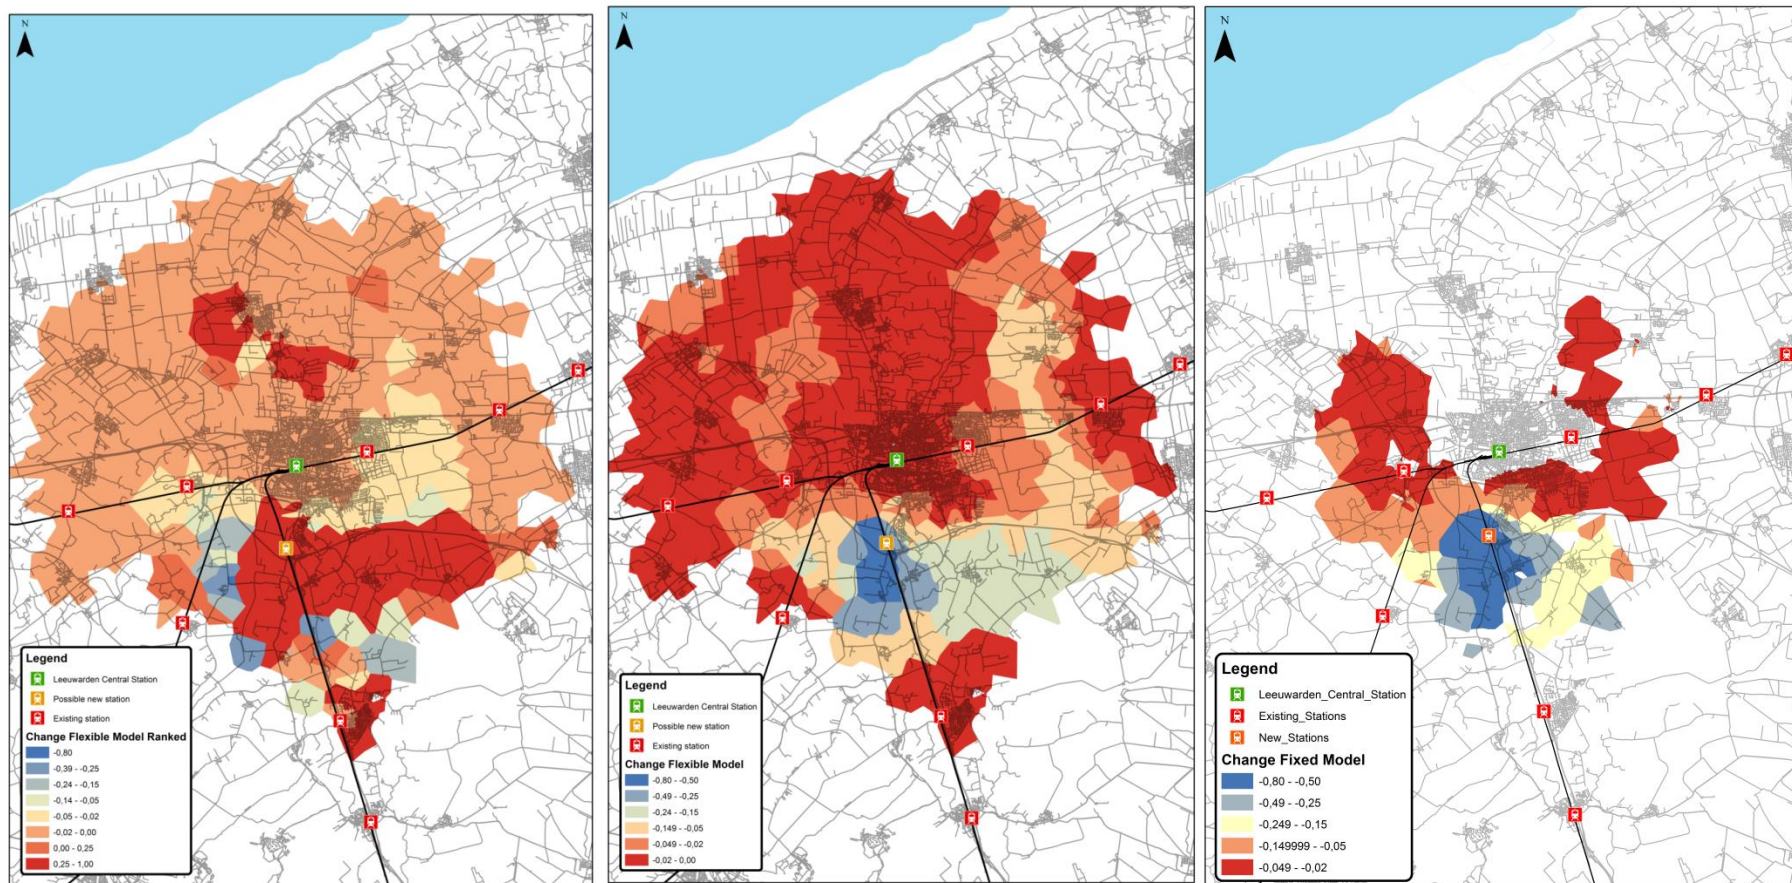 N
Legend
Leeuwarden Central Station
Possible new station
Existing station
Change Flexible Model Ranked
-0,80
-0,39 - -0,25
-0,24 - -0,15
-0,14 - -0,05
-0,05 - -0,02
-0,02 - 0,00
0,00 - 0,25
0,25 - 1,00
N
Legend
Leeuwarden Central Station
Possible new station
Existing station
Change Flexible Model
-0,80 - -0,50
-0,49 - -0,25
-0,24 - -0,15
-0,149 - -0,05
-0,049 - -0,02
-0,02 - 0,00
N
Legend
Leeuwarden_Central_Station
Existing_Stations
New_Stations
Change Fixed Model
-0,80 - -0,50
-0,49 - -0,25
-0,249 - -0,15
-0,149999 - -0,05
-0,049 - -0,02